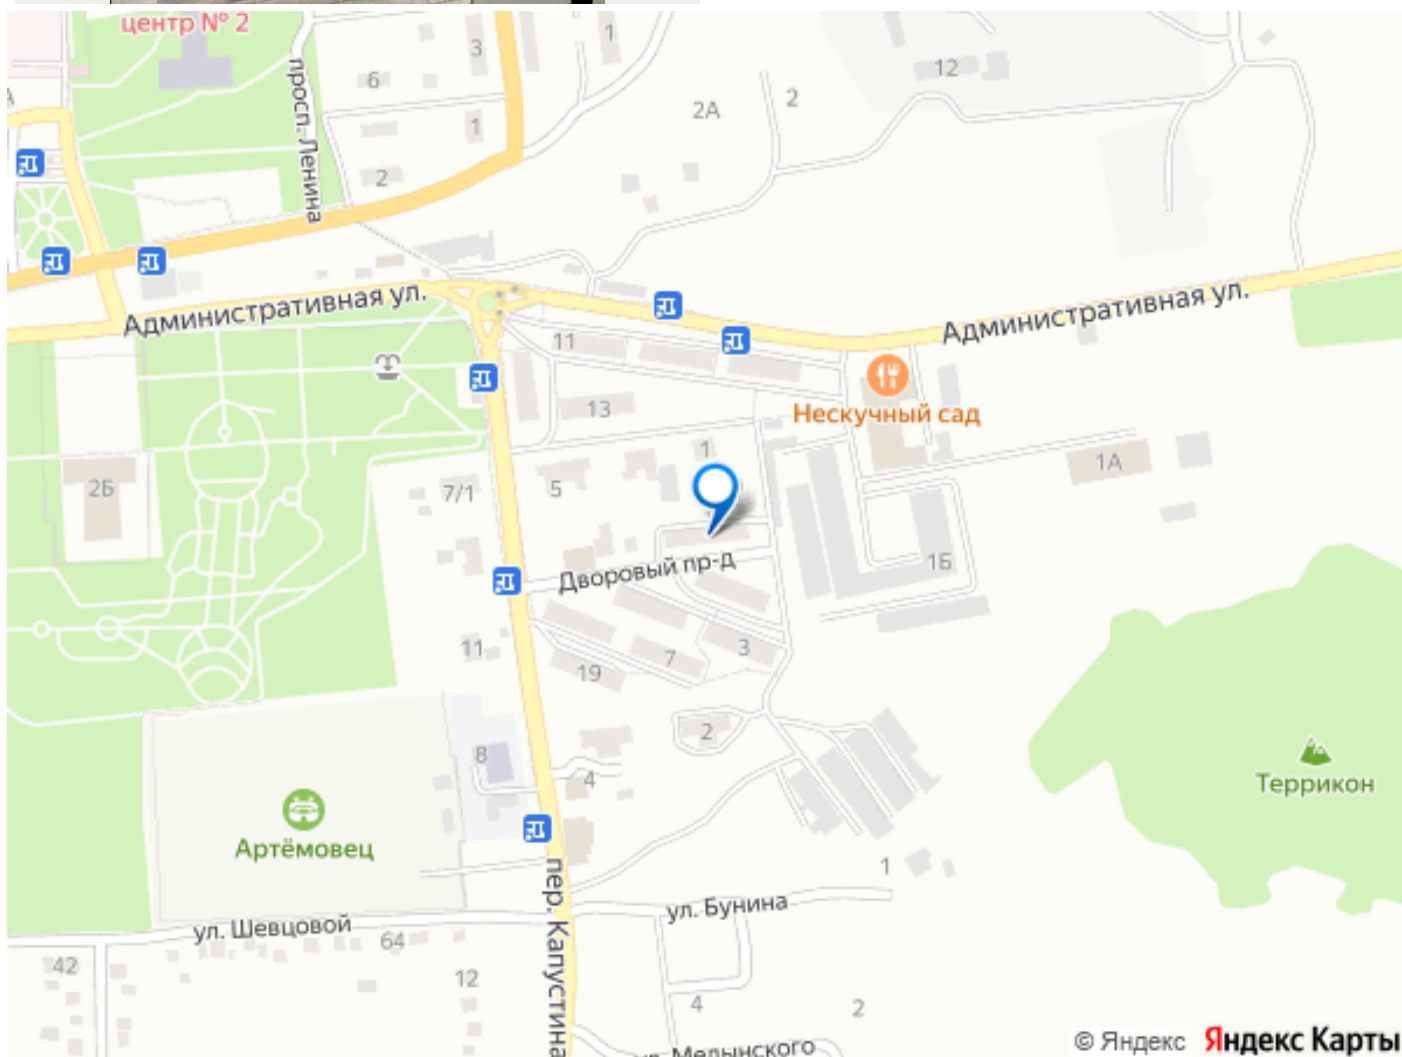 центр № 2
просп. Ленина
3
1
6
1
2
12
2А
2
Административная ул.
Административная ул.
11
13
Нескучный сад
1
1А
2Б
7/1
5
Дворовый пр-д
1Б
11
3
7
19
2
8
4
Террикон
Артёмовец
1
пер. Капустина
ул. Бунина
ул. Шевцовой
64
42
12
4
2
Медынского
© Яндекс Яндекс Карты